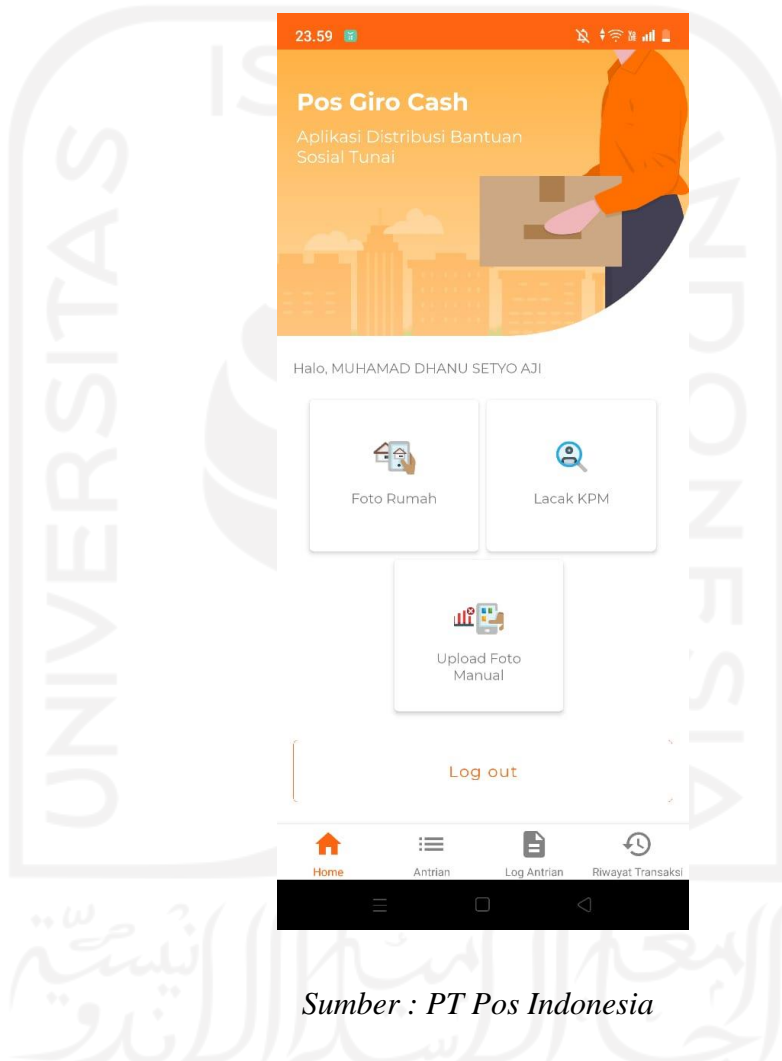 23.59
Pos Giro Cash
Aplikasi Distribusi Bantuan
Sosial Tunai
Halo, MUHAMAD DHANU SETYO AJI
Foto Rumah
Lacak KPM
Upload Foto
Manual
Log out
Home
Antrian
Log Antrian
Riwayat Transaksi
Sumber : PT Pos Indonesia
UNIVERSITAS